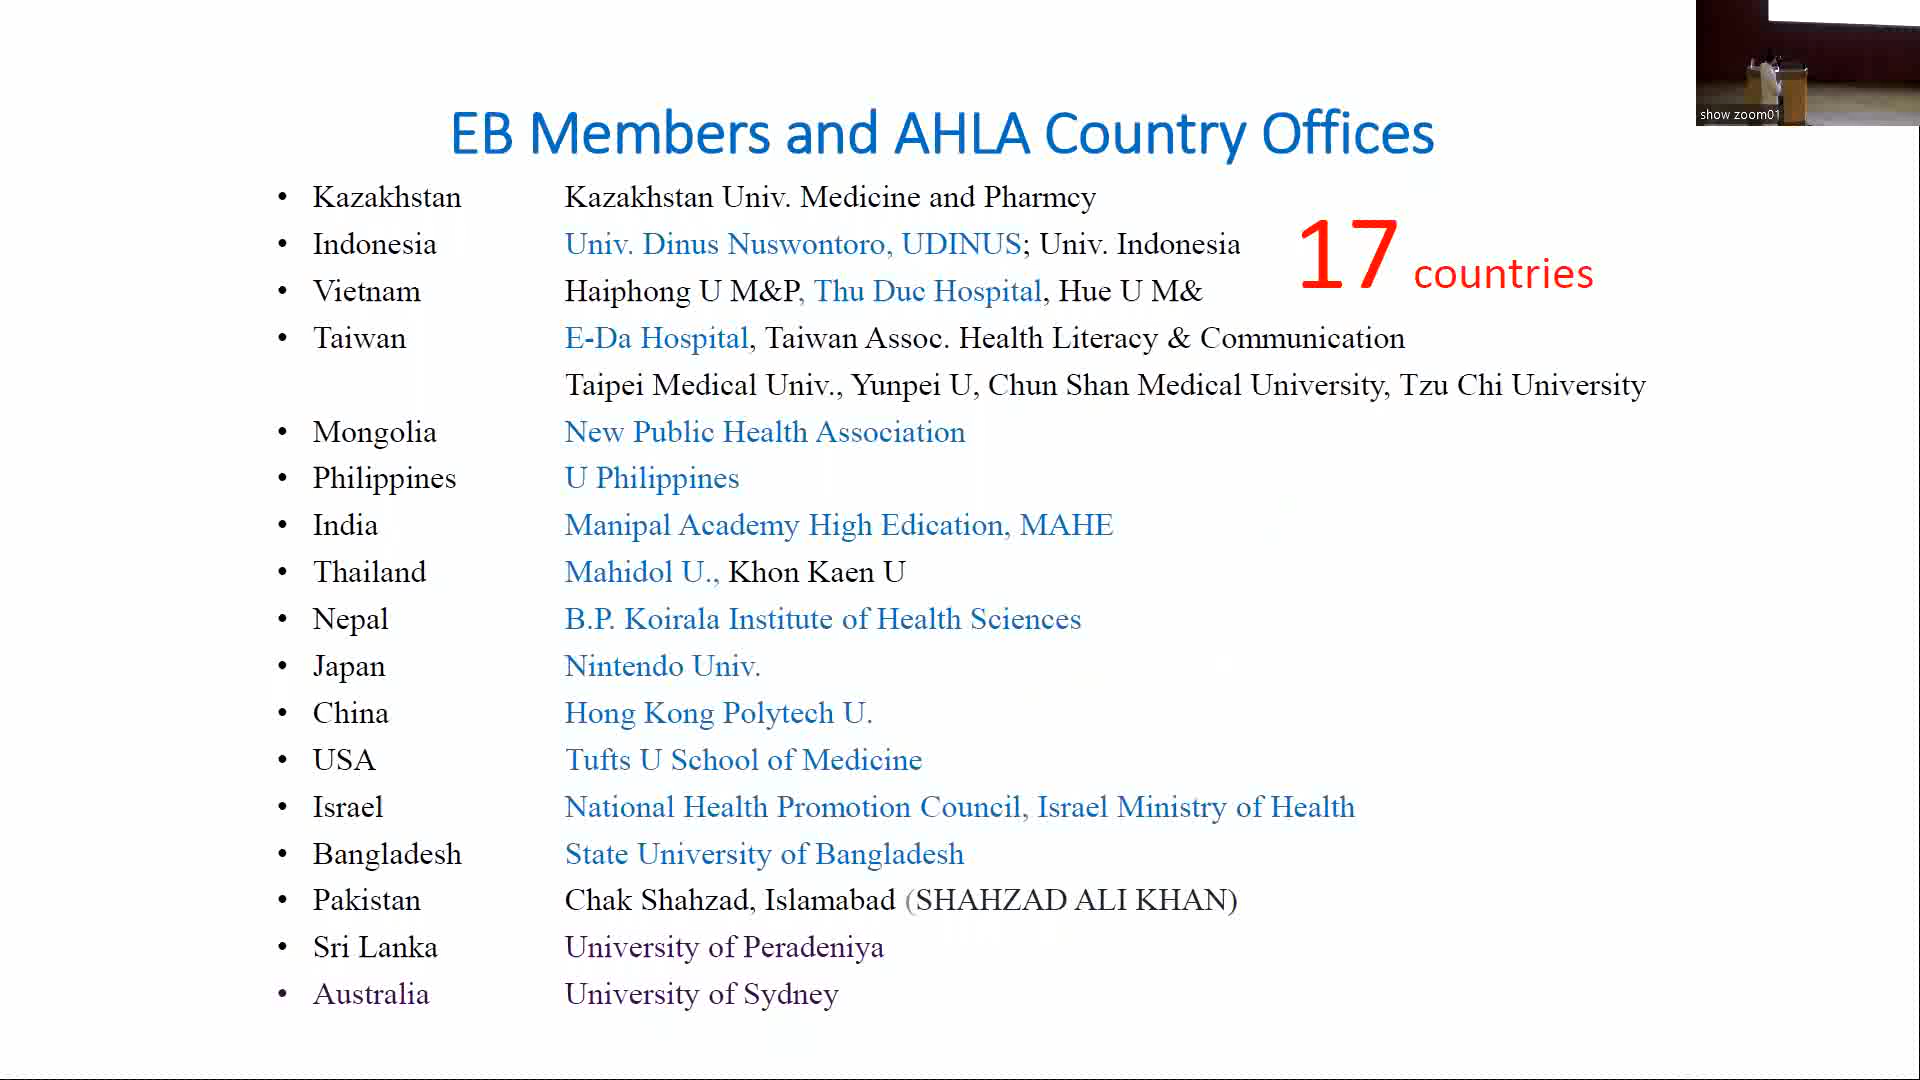 show zoom01
EB Members and AHLA Country Offices
• Kazakhstan Kazakhstan Univ. Medicine and Pharmcy
• Indonesia Univ. Dinus Nuswontoro, UDINUS; Univ. Indonesia
17 countries
• Vietnam Haiphong U M&P, Thu Duc Hospital, Hue U M&
• Taiwan E-Da Hospital, Taiwan Assoc. Health Literacy & Communication
Taipei Medical Univ., Yunpei U, Chun Shan Medical University, Tzu Chi University
• Mongolia New Public Health Association
• Philippines U Philippines
• India Manipal Academy High Edication, MAHE
• Thailand Mahidol U., Khon Kaen U
• Nepal B.P. Koirala Institute of Health Sciences
• Japan Nintendo Univ.
• China Hong Kong Polytech U.
• USA Tufts U School of Medicine
• Israel National Health Promotion Council, Israel Ministry of Health
• Bangladesh State University of Bangladesh
• Pakistan Chak Shahzad, Islamabad (SHAHZAD ALI KHAN)
• Sri Lanka University of Peradeniya
• Australia University of Sydney